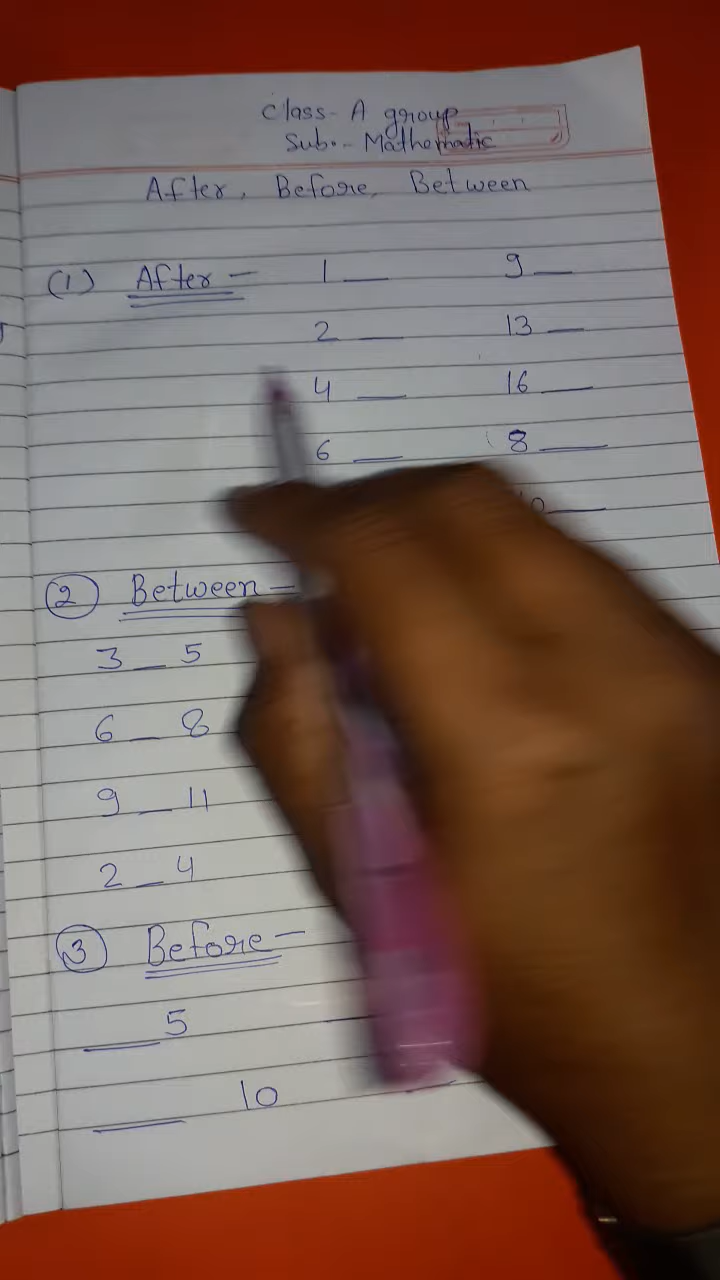 Class- A group
Sub.- Mathematic
After, Before, Between
(1) After - 1 __ 9 __
2 __ 13 __
4 __ 16 __
6 __ 8 __
2 Between -
3 __ 5
6 __ 8
9 __ 11
2 __ 4
3 Before -
__ 5
__ 10